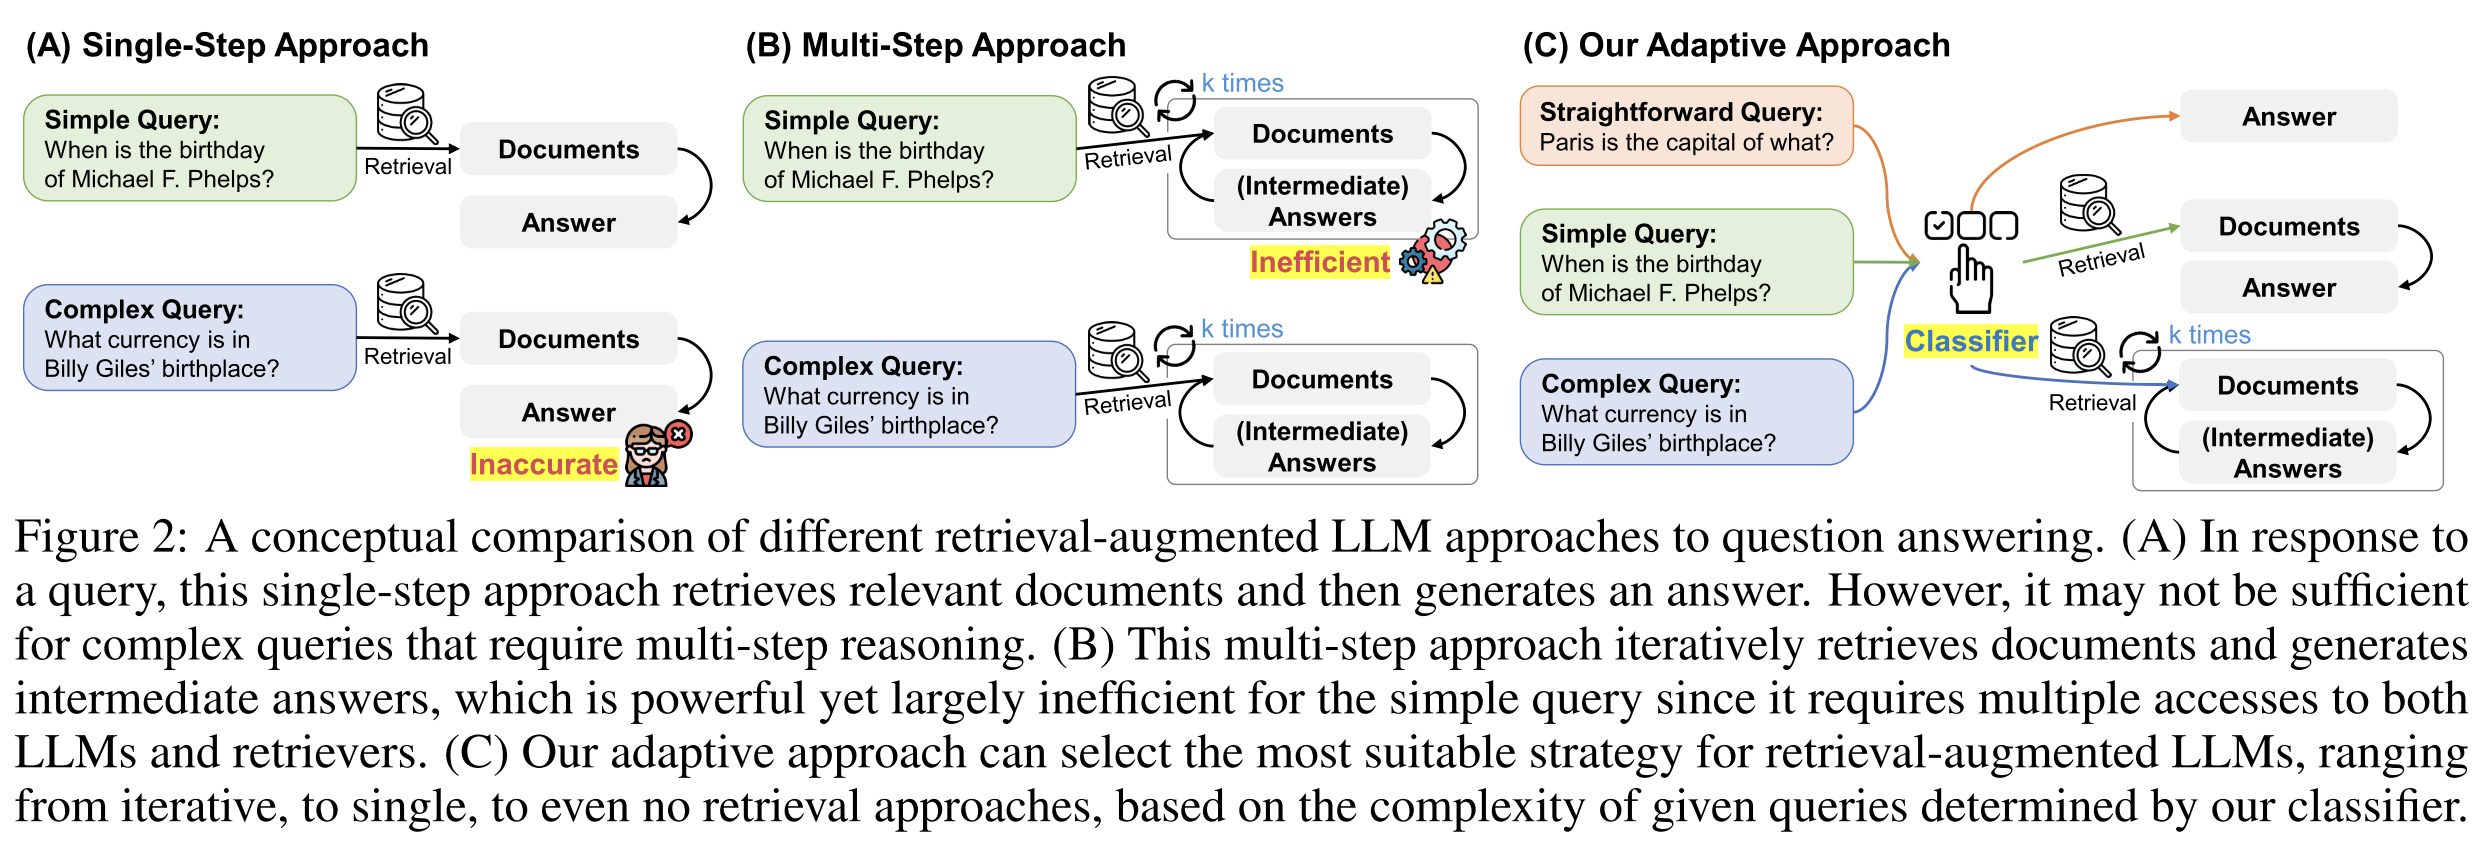 (A) Single-Step Approach
Simple Query:
When is the birthday
of Michael F. Phelps?
Retrieval
Documents
Answer
Complex Query:
What currency is in
Billy Giles’ birthplace?
Retrieval
Documents
Answer
Inaccurate
(B) Multi-Step Approach
Simple Query:
When is the birthday
of Michael F. Phelps?
Retrieval
k times
Documents
(Intermediate)
Answers
Inefficient
Complex Query:
What currency is in
Billy Giles’ birthplace?
Retrieval
k times
Documents
(Intermediate)
Answers
(C) Our Adaptive Approach
Straightforward Query:
Paris is the capital of what?
Simple Query:
When is the birthday
of Michael F. Phelps?
Complex Query:
What currency is in
Billy Giles’ birthplace?
Classifier
Answer
Retrieval
Documents
Answer
Retrieval
k times
Documents
(Intermediate)
Answers
Figure 2: A conceptual comparison of different retrieval-augmented LLM approaches to question answering. (A) In response to
a query, this single-step approach retrieves relevant documents and then generates an answer. However, it may not be sufficient
for complex queries that require multi-step reasoning. (B) This multi-step approach iteratively retrieves documents and generates
intermediate answers, which is powerful yet largely inefficient for the simple query since it requires multiple accesses to both
LLMs and retrievers. (C) Our adaptive approach can select the most suitable strategy for retrieval-augmented LLMs, ranging
from iterative, to single, to even no retrieval approaches, based on the complexity of given queries determined by our classifier.